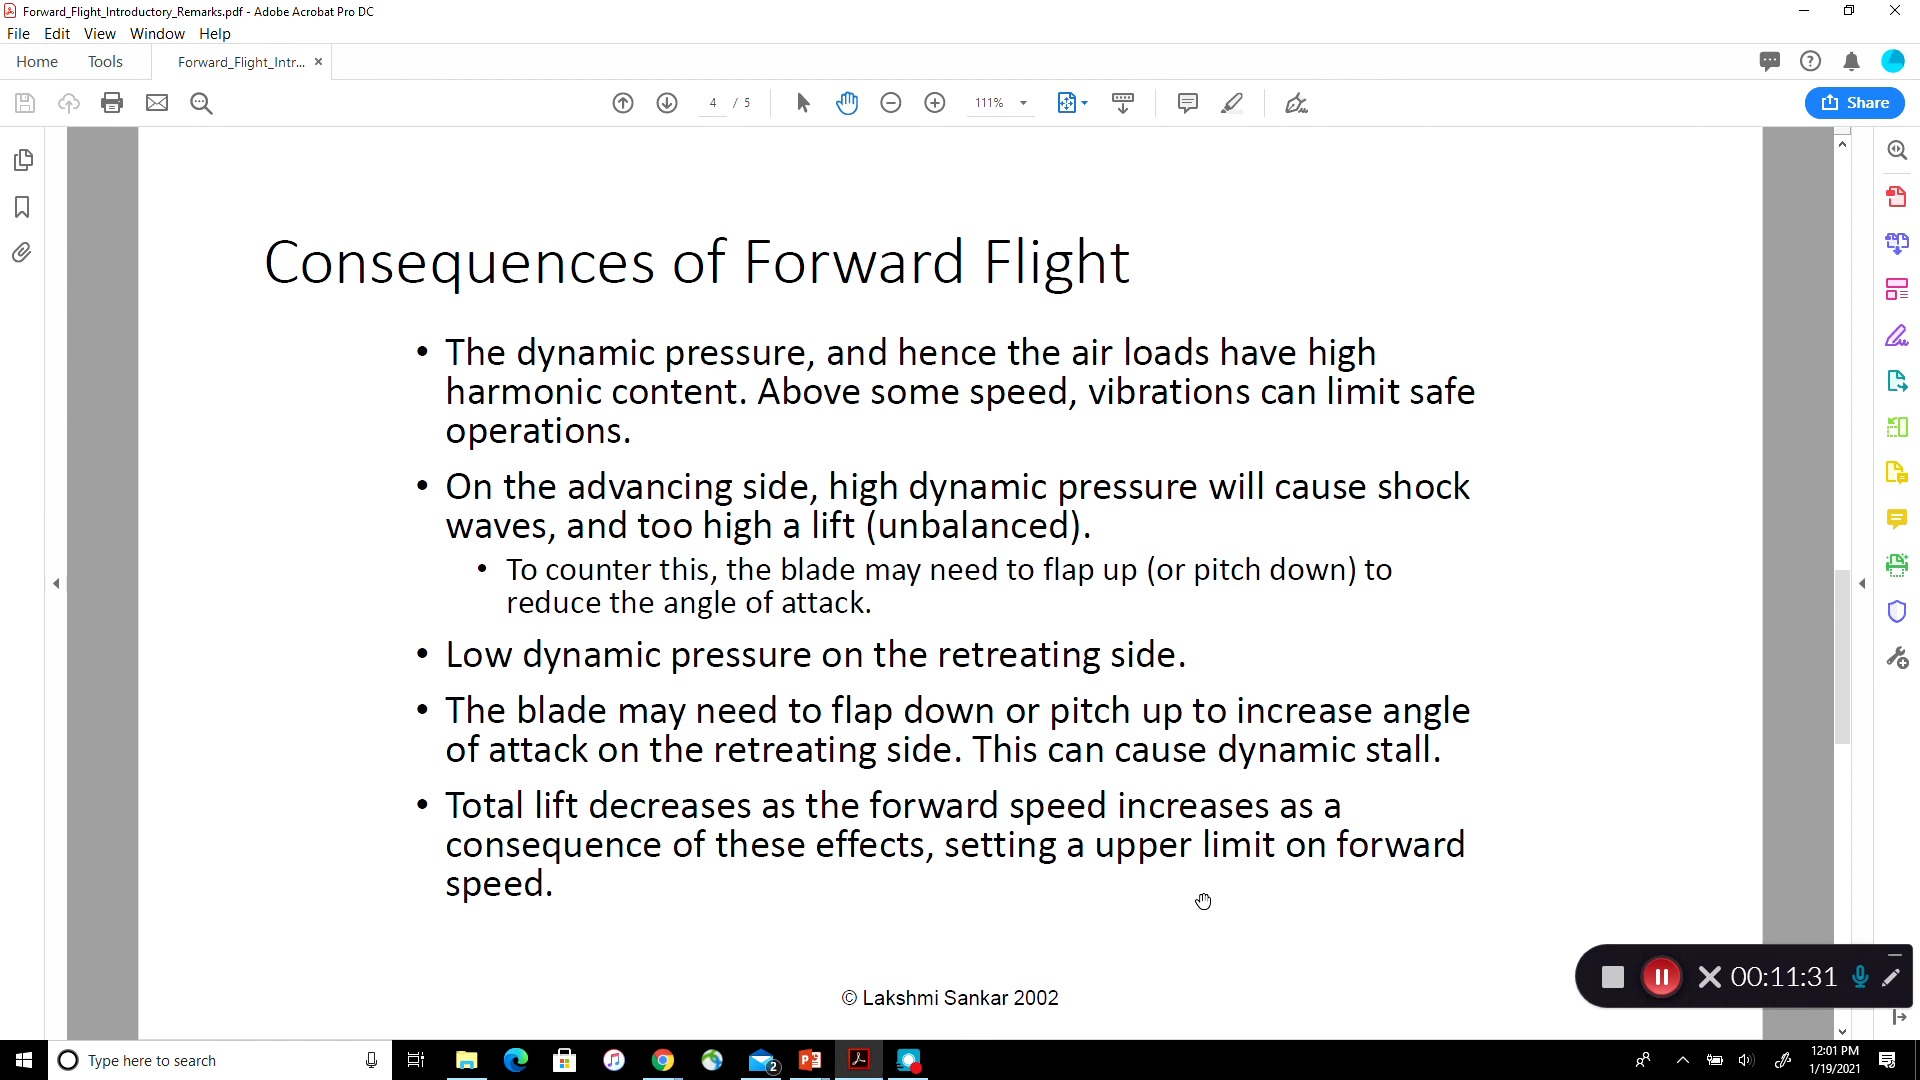 Forward_Flight_Introductory_Remarks.pdf - Adobe Acrobat Pro DC
File Edit View Window Help
Home Tools Forward_Flight_Intr... ×
4 / 5 111% Share
Consequences of Forward Flight
• The dynamic pressure, and hence the air loads have high
harmonic content. Above some speed, vibrations can limit safe
operations.
• On the advancing side, high dynamic pressure will cause shock
waves, and too high a lift (unbalanced).
• To counter this, the blade may need to flap up (or pitch down) to
reduce the angle of attack.
• Low dynamic pressure on the retreating side.
• The blade may need to flap down or pitch up to increase angle
of attack on the retreating side. This can cause dynamic stall.
• Total lift decreases as the forward speed increases as a
consequence of these effects, setting a upper limit on forward
speed.
© Lakshmi Sankar 2002
00:11:31
Type here to search
2
12:01 PM
1/19/2021